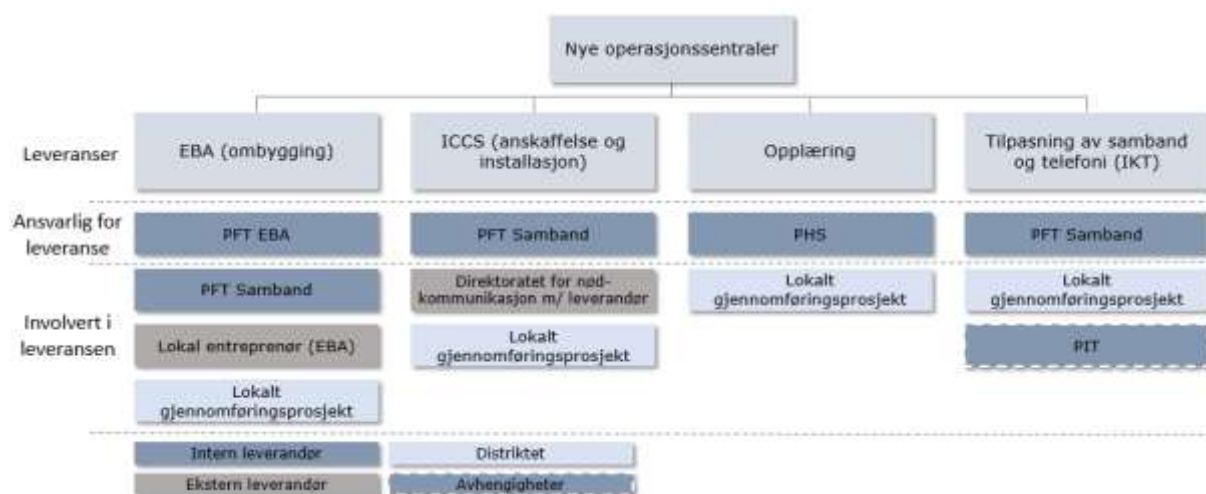 Nye operasjonssentraler
Leveranser
EBA (ombygging)
ICCS (anskaffelse og
installasjon)
Opplæring
Tilpasning av samband
og telefoni (IKT)
Ansvarlig for
leveranse
PFT EBA
PFT Samband
PHS
PFT Samband
Involvert i
leveransen
PFT Samband
Lokal entreprenør (EBA)
Lokalt
gjennomføringsprosjekt
Direktoratet for nød-
kommunikasjon m/ leverandør
Lokalt
gjennomføringsprosjekt
Lokalt
gjennomføringsprosjekt
Lokalt
gjennomføringsprosjekt
PIT
Intern leverandør
Distriktet
Ekstern leverandør
Avhengigheter